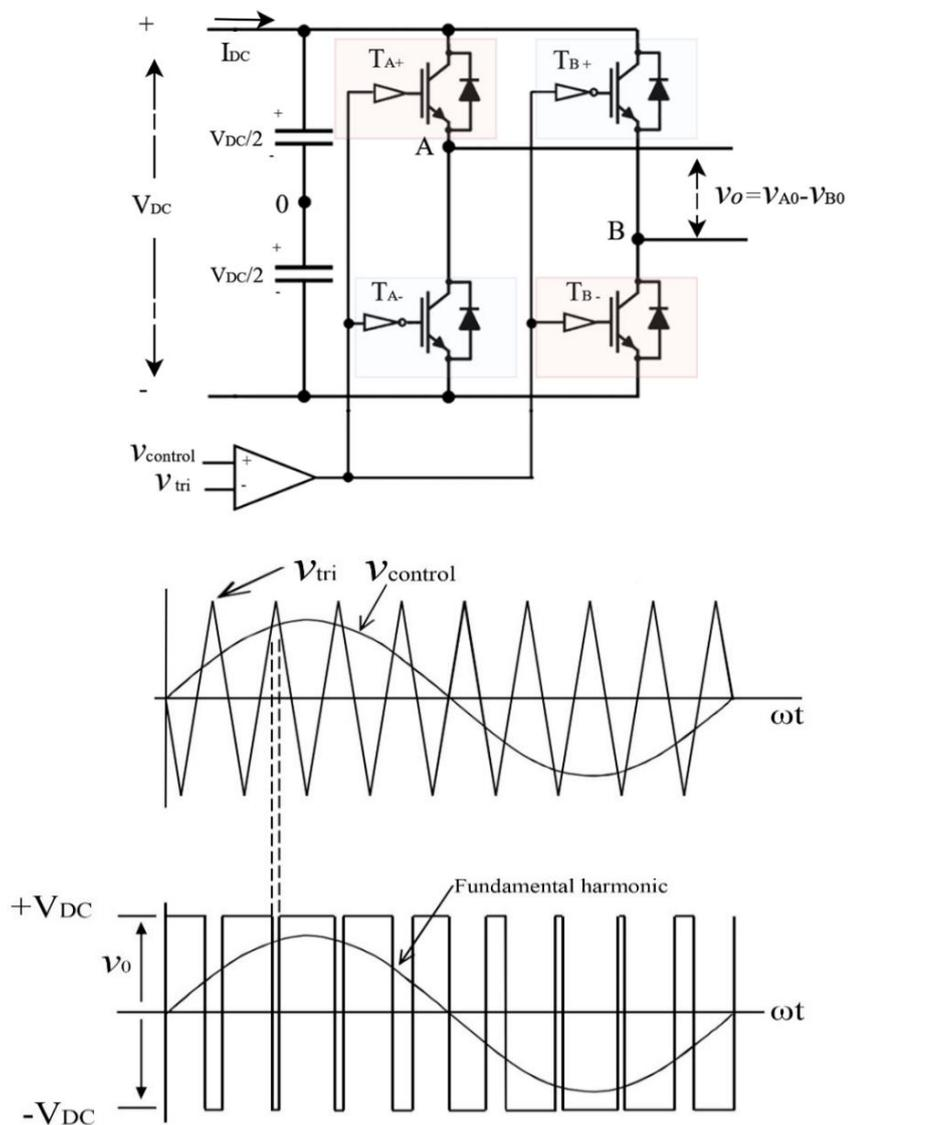 +
IDC
TA+
TB+
+
VDC/2
-
A
VDC
0
vO=vA0-vB0
B
+
VDC/2
-
TA-
TB-
-
vcontrol
+
vtri
-
vtri
vcontrol
ωt
Fundamental harmonic
+VDC
v0
ωt
-VDC